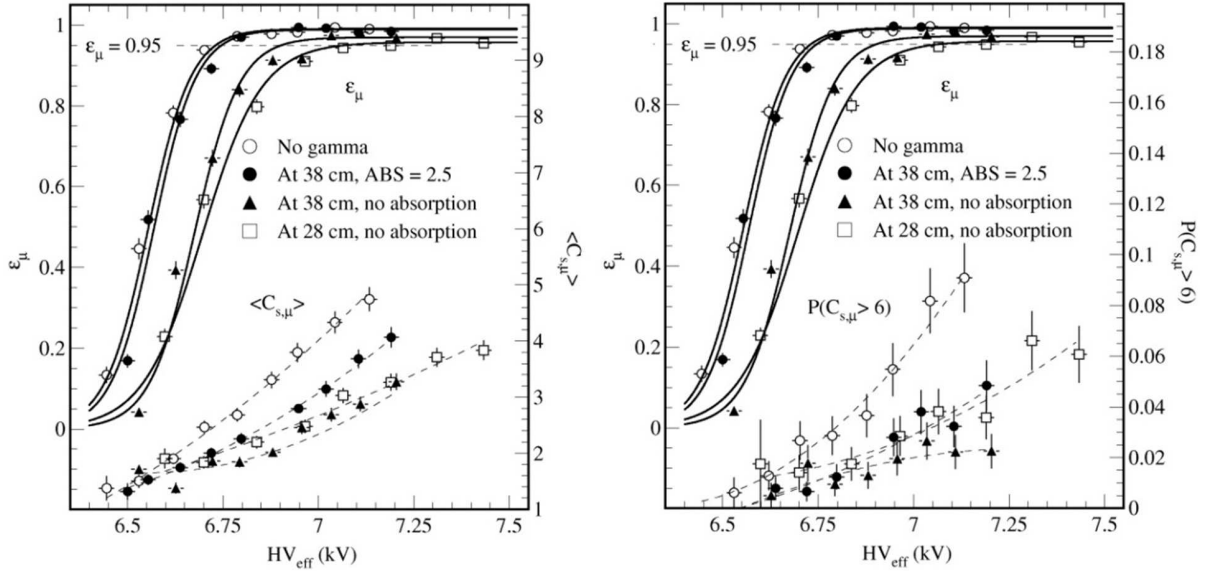 1
0.8
0.6
0.4
0.2
0
ε_μ
ε_μ = 0.95
ε_μ
No gamma
At 38 cm, ABS = 2.5
At 38 cm, no absorption
At 28 cm, no absorption
<C_{s,μ}>
9
8
7
6
5
4
3
2
1
<C_{s,μ}>
6.5
6.75
7
7.25
7.5
HV_eff (kV)
1
0.8
0.6
0.4
0.2
0
ε_μ
ε_μ = 0.95
ε_μ
No gamma
At 38 cm, ABS = 2.5
At 38 cm, no absorption
At 28 cm, no absorption
P(C_{s,μ}> 6)
0.18
0.16
0.14
0.12
0.1
0.08
0.06
0.04
0.02
0
P(C_{s,μ}> 6)
6.5
6.75
7
7.25
7.5
HV_eff (kV)